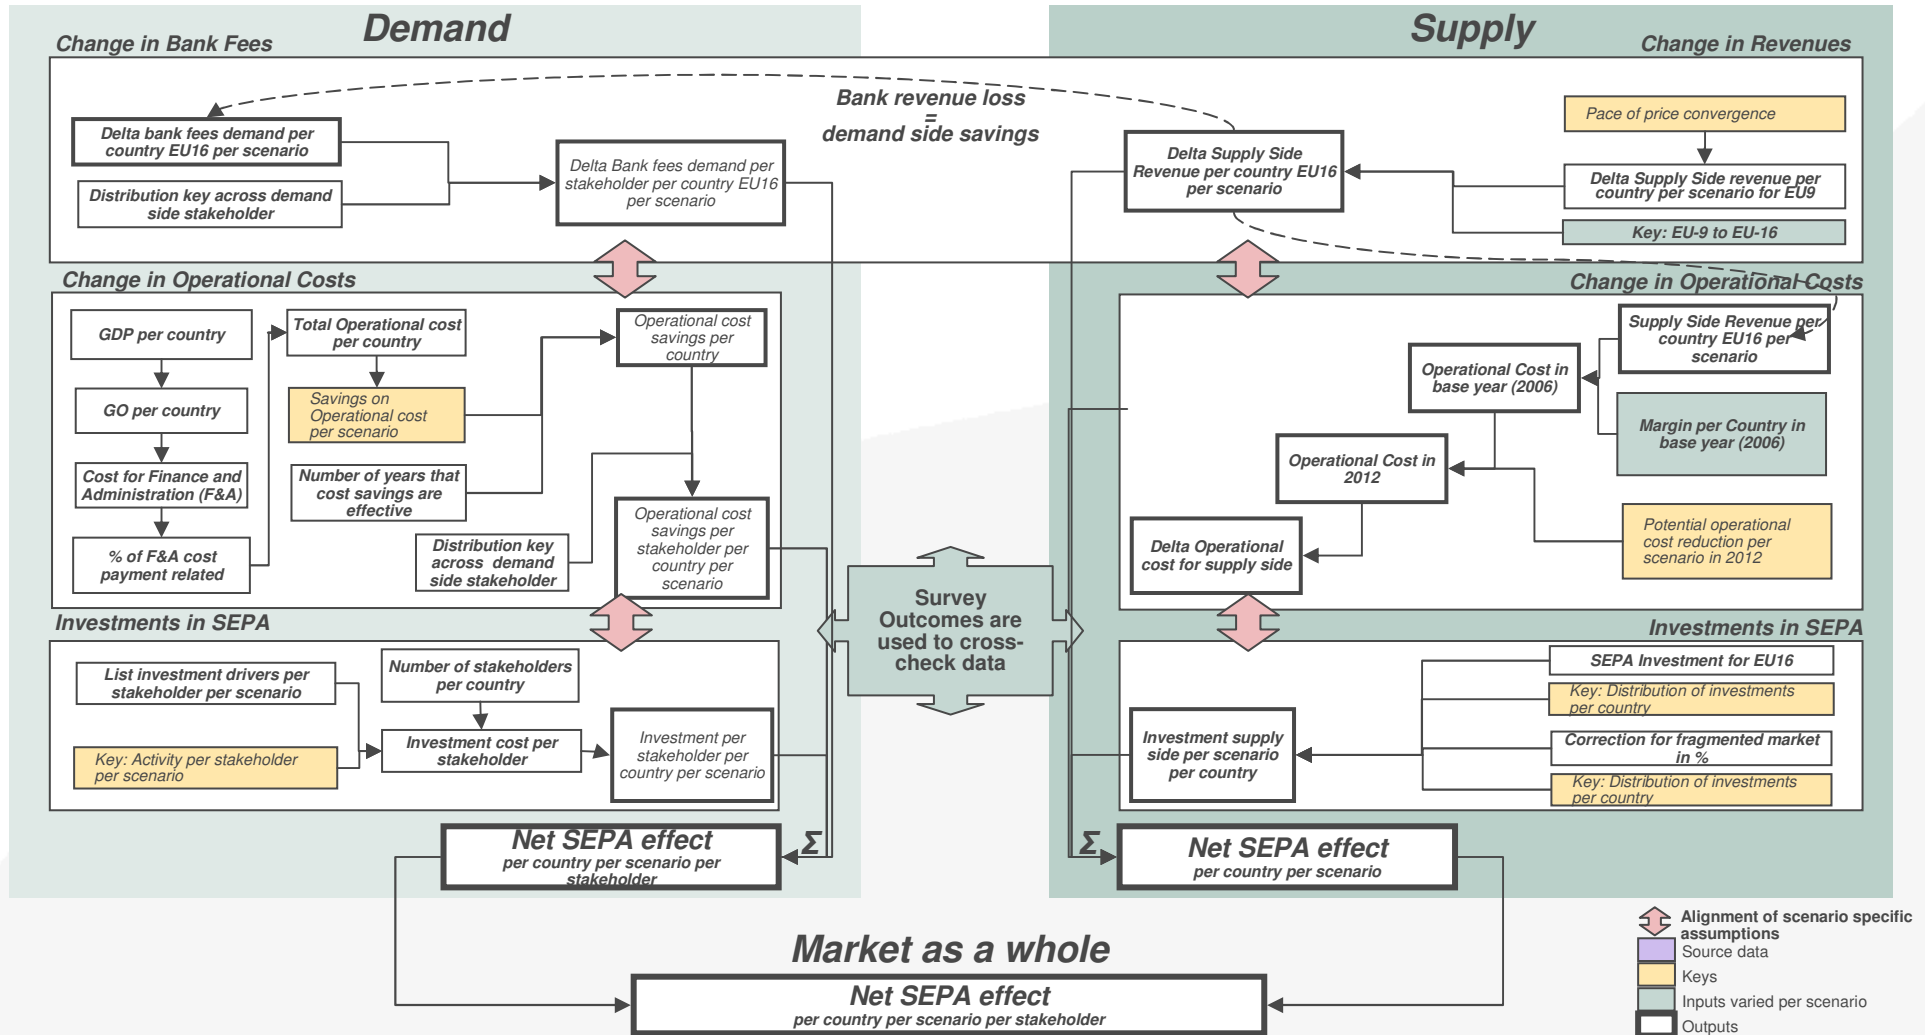 Demand
Supply
Change in Bank Fees
Change in Revenues
Bank revenue loss
=
demand side savings
Delta bank fees demand per
country EU16 per scenario
Distribution key across demand
side stakeholder
Delta Bank fees demand per
stakeholder per country EU16
per scenario
Delta Supply Side
Revenue per country EU16
per scenario
Pace of price convergence
Delta Supply Side revenue per
country per scenario for EU9
Key: EU-9 to EU-16
Change in Operational Costs
GDP per country
GO per country
Cost for Finance and
Administration (F&A)
% of F&A cost
payment related
Total Operational cost
per country
Savings on
Operational cost
per scenario
Number of years that
cost savings are
effective
Distribution key
across demand
side stakeholder
Operational cost
savings per
country
Operational cost
savings per
stakeholder per
country per
scenario
Change in Operational Costs
Supply Side Revenue per
country EU16 per
scenario
Operational Cost in
base year (2006)
Margin per Country in
base year (2006)
Operational Cost in
2012
Potential operational
cost reduction per
scenario in 2012
Delta Operational
cost for supply side
Survey
Outcomes are
used to cross-
check data
Investments in SEPA
List investment drivers per
stakeholder per scenario
Number of stakeholders
per country
Key: Activity per stakeholder
per scenario
Investment cost per
stakeholder
Investment per
stakeholder per
country per scenario
Investments in SEPA
SEPA Investment for EU16
Key: Distribution of investments
per country
Correction for fragmented market
in %
Key: Distribution of investments
per country
Investment supply
side per scenario
per country
Net SEPA effect
per country per scenario per
stakeholder
Σ
Σ
Net SEPA effect
per country per scenario
Market as a whole
Net SEPA effect
per country per scenario per stakeholder
Alignment of scenario specific
assumptions
Source data
Keys
Inputs varied per scenario
Outputs